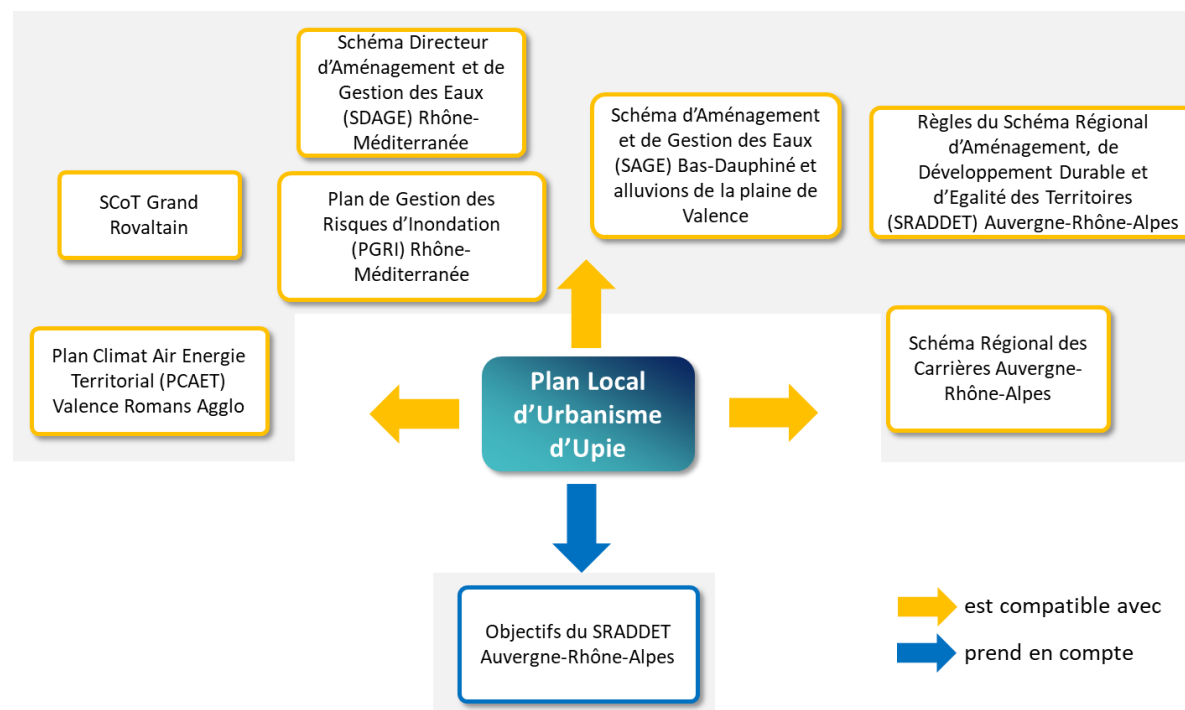 Schéma Directeur
d’Aménagement et de
Gestion des Eaux
(SDAGE) Rhône-
Méditerranée
Schéma d’Aménagement
et de Gestion des Eaux
(SAGE) Bas-Dauphiné et
alluvions de la plaine de
Valence
Règles du Schéma Régional
d’Aménagement, de
Développement Durable et
d’Egalité des Territoires
(SRADDET) Auvergne-Rhône-Alpes
SCoT Grand
Rovaltain
Plan de Gestion des
Risques d’Inondation
(PGRI) Rhône-
Méditerranée
Plan Climat Air Energie
Territorial (PCAET)
Valence Romans Agglo
Plan Local
d’Urbanisme
d’Upie
Schéma Régional des
Carrières Auvergne-
Rhône-Alpes
Objectifs du SRADDET
Auvergne-Rhône-Alpes
est compatible avec
prend en compte